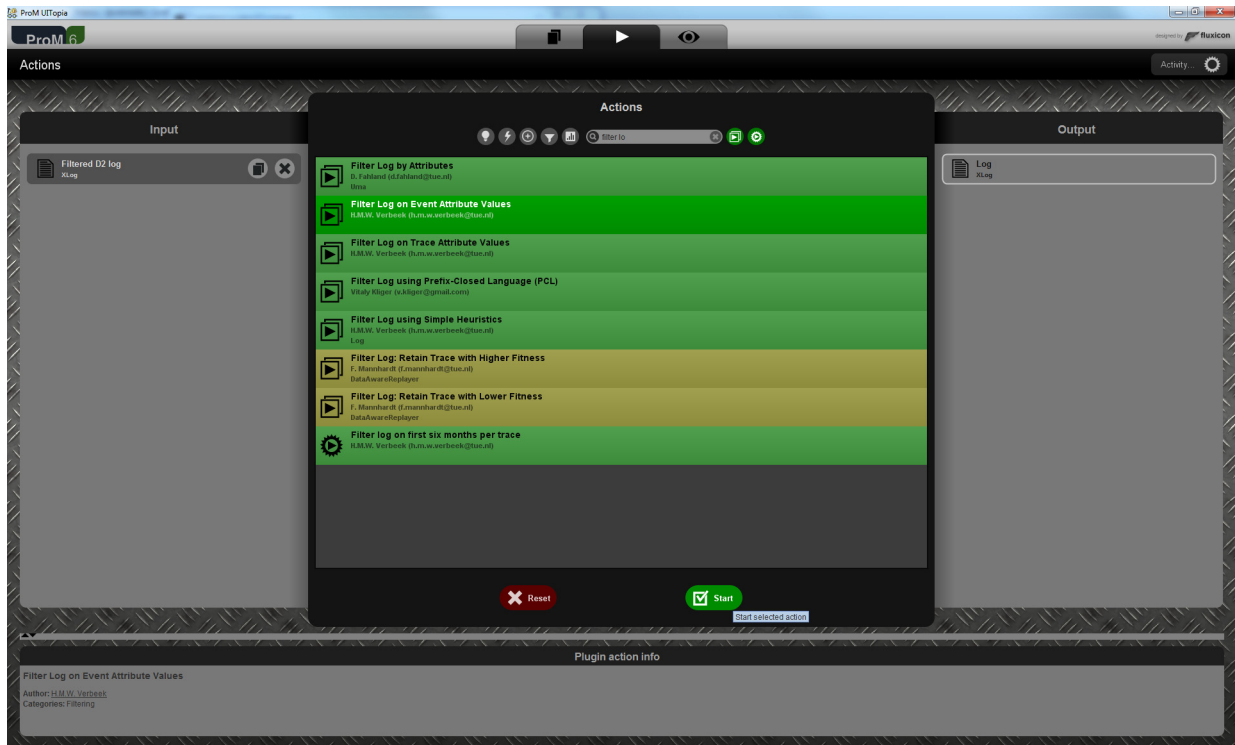 ProM UITopia
ProM 6
designed by fluxicon
Actions
Activity...
Actions
Input
filter lo
Output
Filtered D2 log
XLog
Log
XLog
Filter Log by Attributes
D. Fahland (d.fahland@tue.nl)
Uma
Filter Log on Event Attribute Values
H.M.W. Verbeek (h.m.w.verbeek@tue.nl)
Filter Log on Trace Attribute Values
H.M.W. Verbeek (h.m.w.verbeek@tue.nl)
Filter Log using Prefix-Closed Language (PCL)
Vitaly Kliger (v.kliger@gmail.com)
Filter Log using Simple Heuristics
H.M.W. Verbeek (h.m.w.verbeek@tue.nl)
Log
Filter Log: Retain Trace with Higher Fitness
F. Mannhardt (f.mannhardt@tue.nl)
DataAwareReplayer
Filter Log: Retain Trace with Lower Fitness
F. Mannhardt (f.mannhardt@tue.nl)
DataAwareReplayer
Filter log on first six months per trace
H.M.W. Verbeek (h.m.w.verbeek@tue.nl)
Reset
Start
Start selected action
Plugin action info
Filter Log on Event Attribute Values
Author: H.M.W. Verbeek
Categories: Filtering